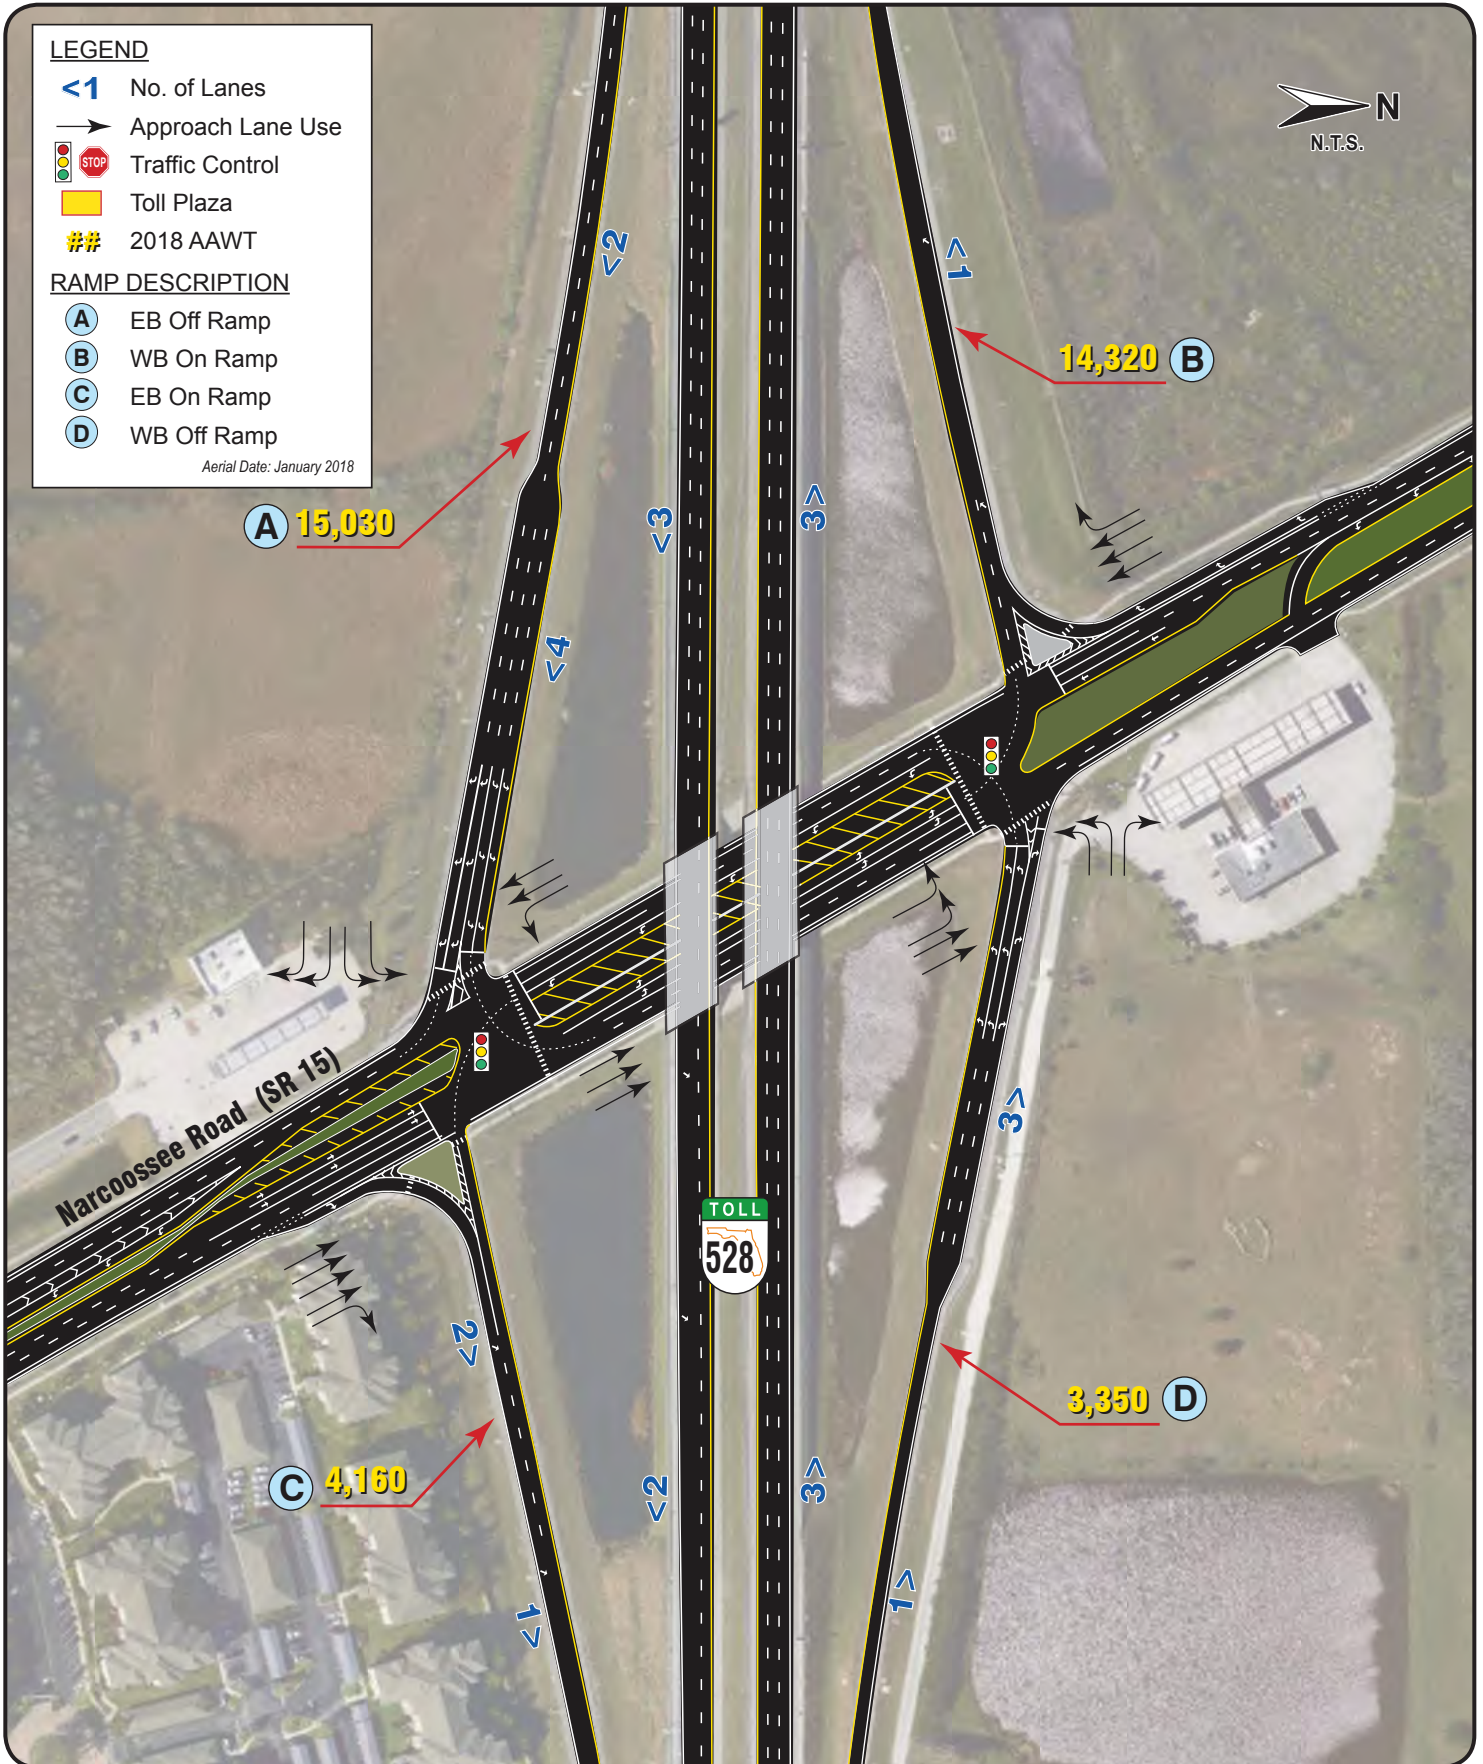 LEGEND
<1 No. of Lanes
Approach Lane Use
STOP Traffic Control
Toll Plaza
## 2018 AAWT
RAMP DESCRIPTION
A EB Off Ramp
B WB On Ramp
C EB On Ramp
D WB Off Ramp
Aerial Date: January 2018
N
N.T.S.
<2
1>
14,320 B
A 15,030
<3
3>
<4
Narcoossee Road (SR 15)
3>
TOLL
528
2>
3,350 D
C 4,160
<2
3>
1>
1>